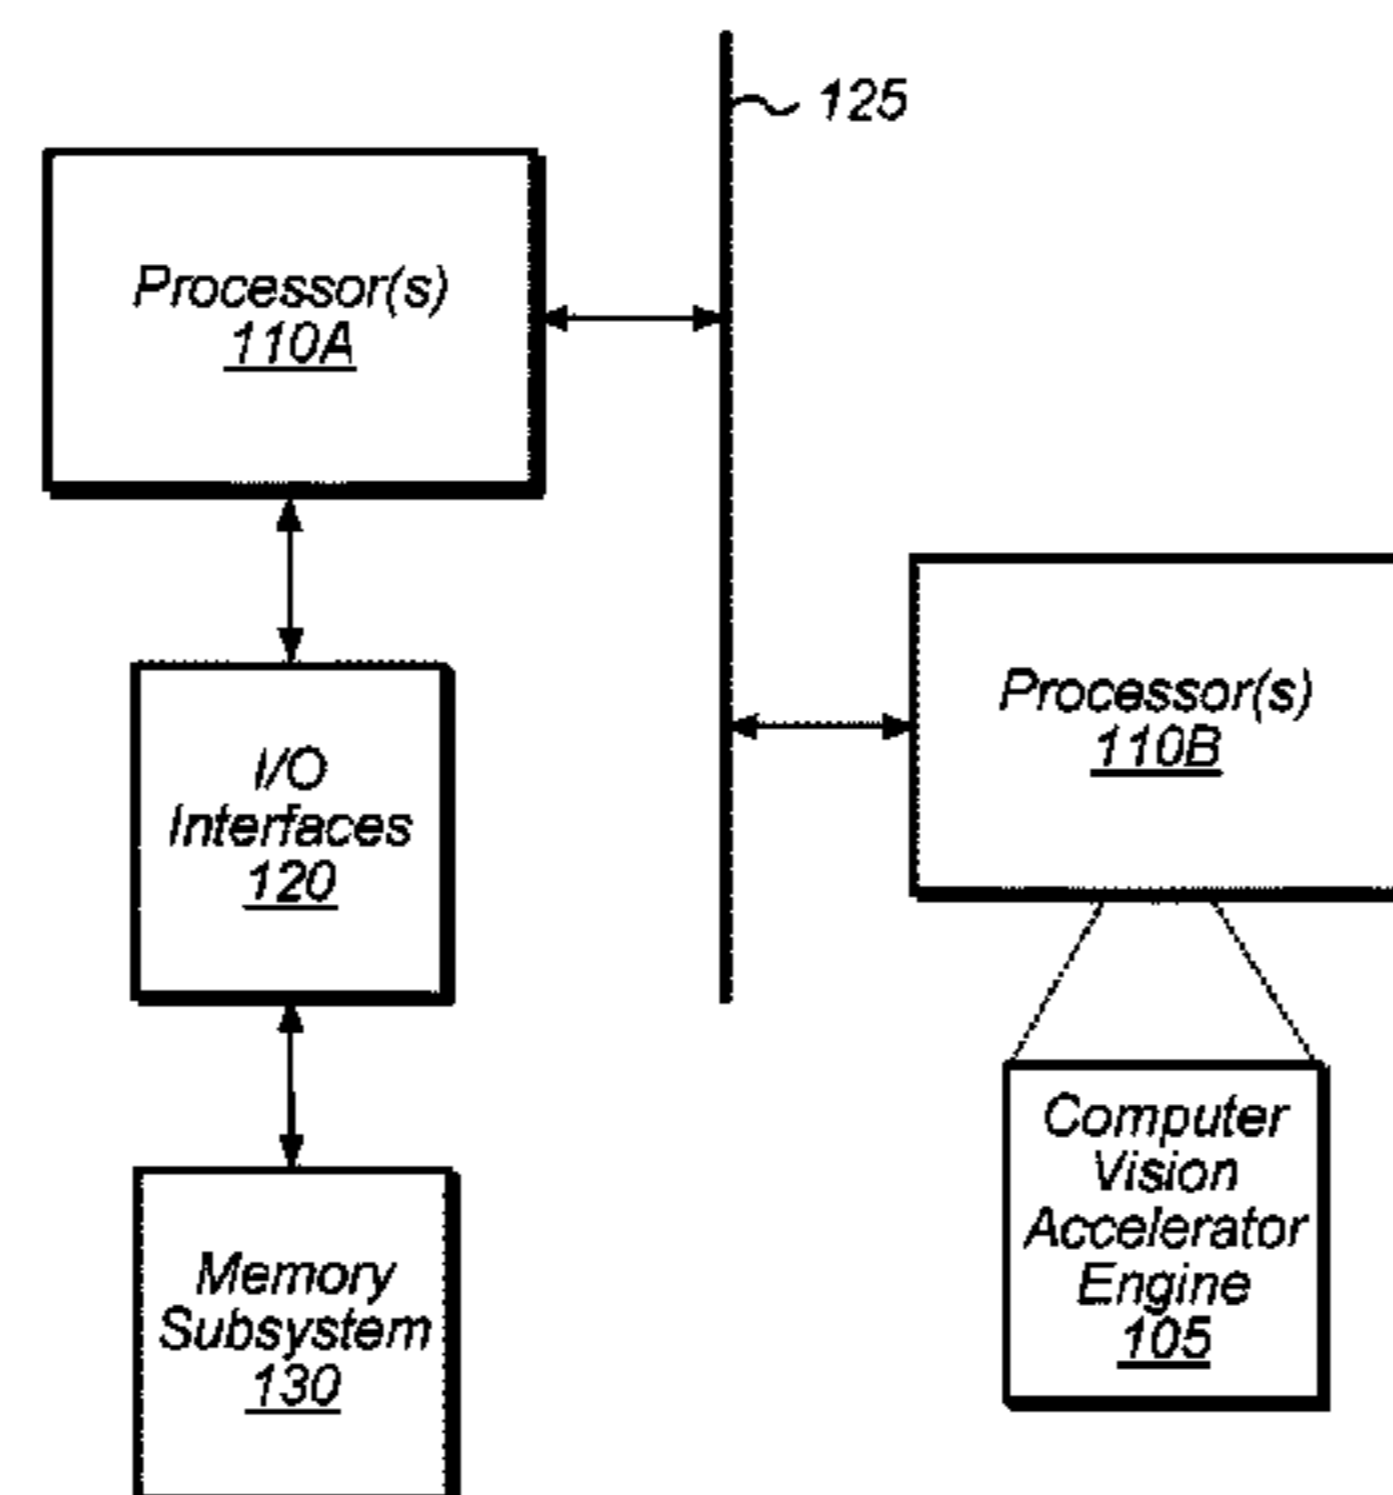 125
Processor(s)
110A
Processor(s)
110B
I/O
Interfaces
120
Computer
Vision
Accelerator
Engine
105
Memory
Subsystem
130